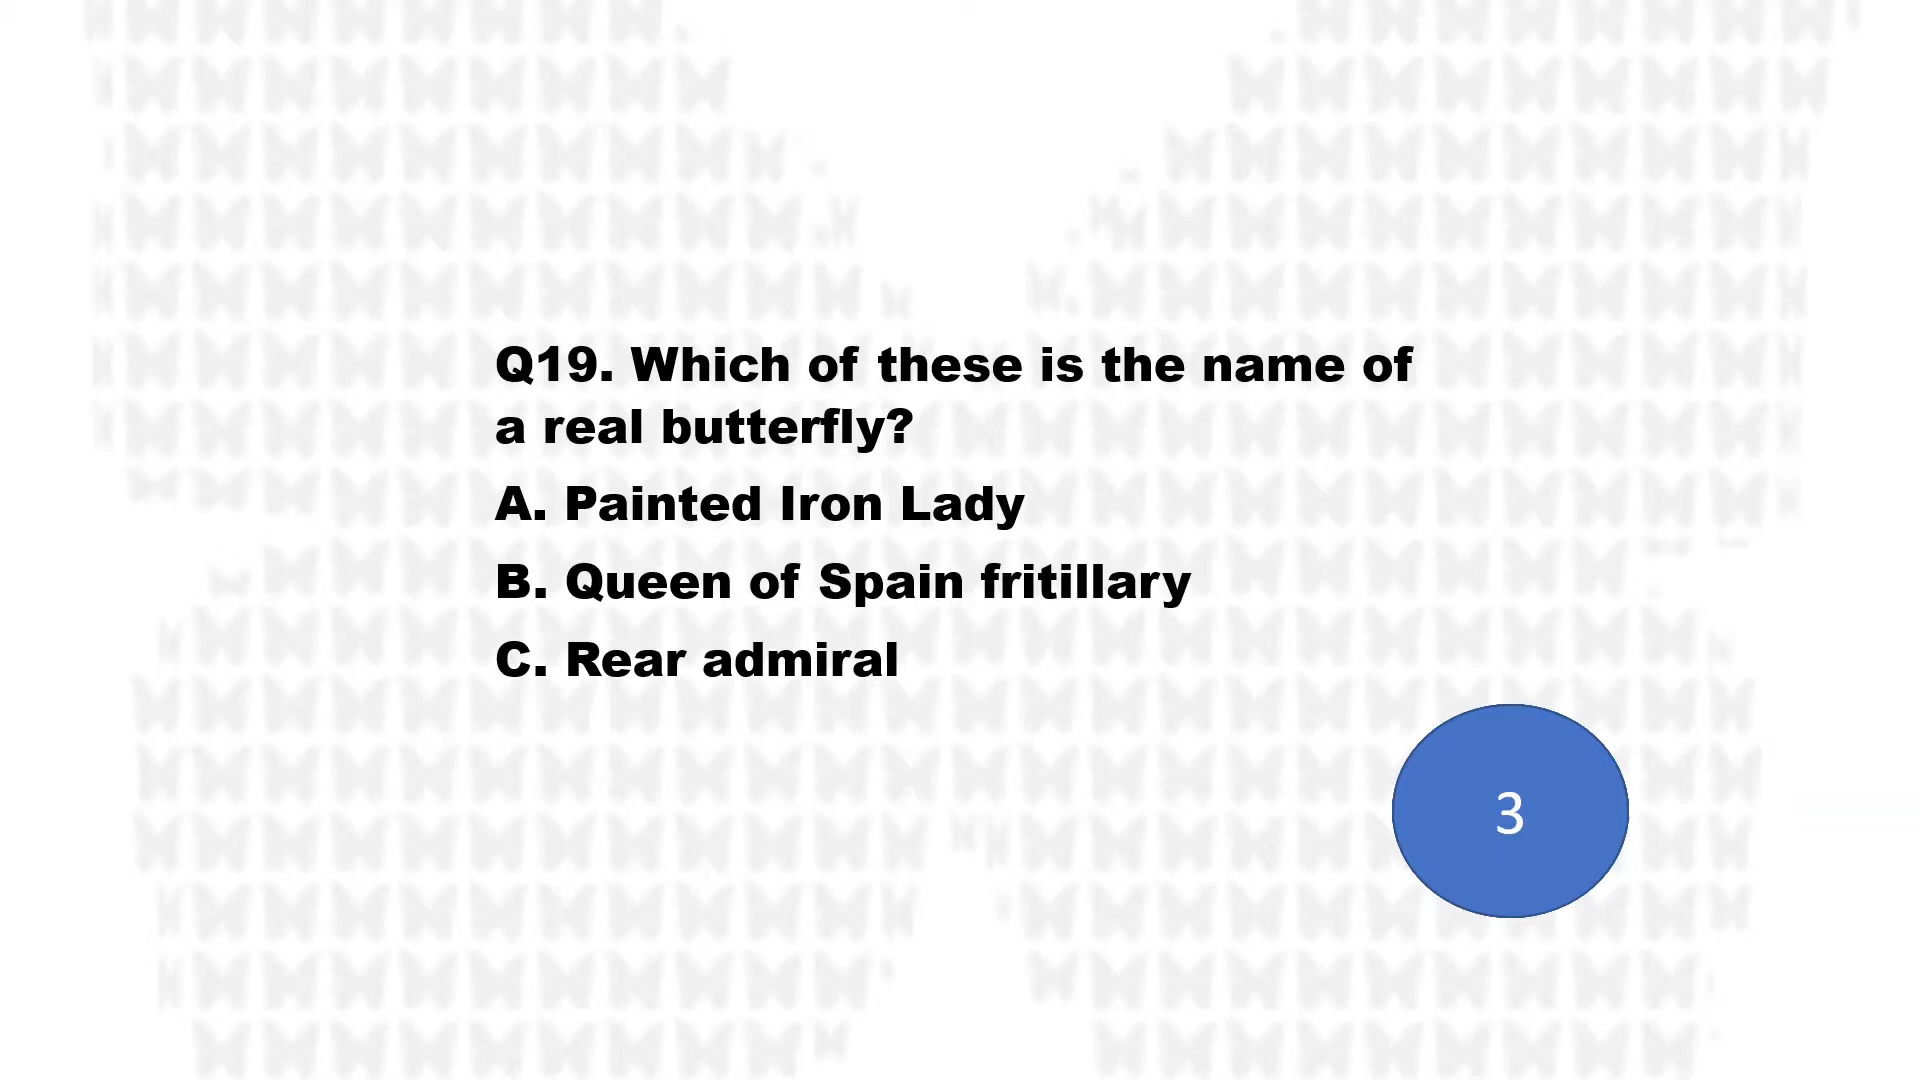 Q19. Which of these is the name of
a real butterfly?
A. Painted Iron Lady
B. Queen of Spain fritillary
C. Rear admiral
3